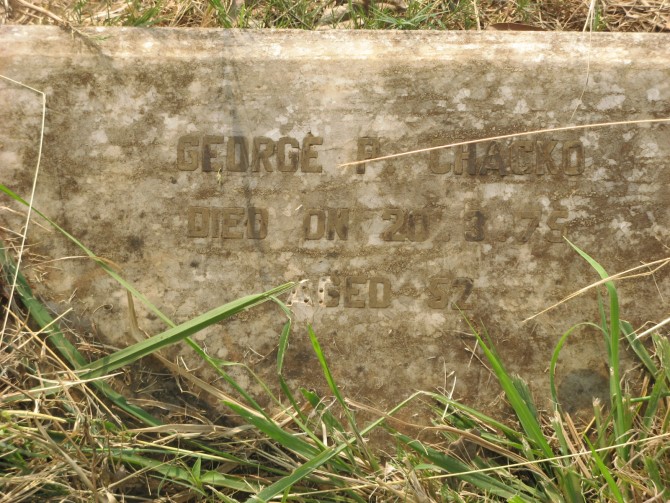 GEORGE P. CHACKO
DIED ON 20 3 75
AGED 52